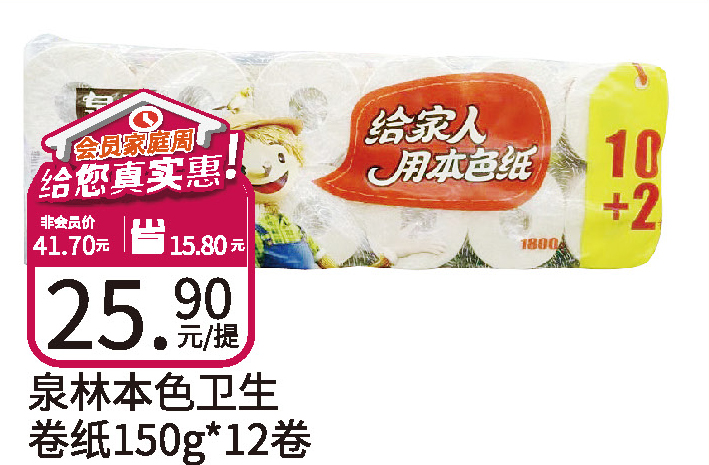 给家人
用本色纸
10
+2
1800
会员家庭周
给您真实惠!
非会员价
41.70元
省15.80元
25.90
元/提
泉林本色卫生
卷纸150g*12卷